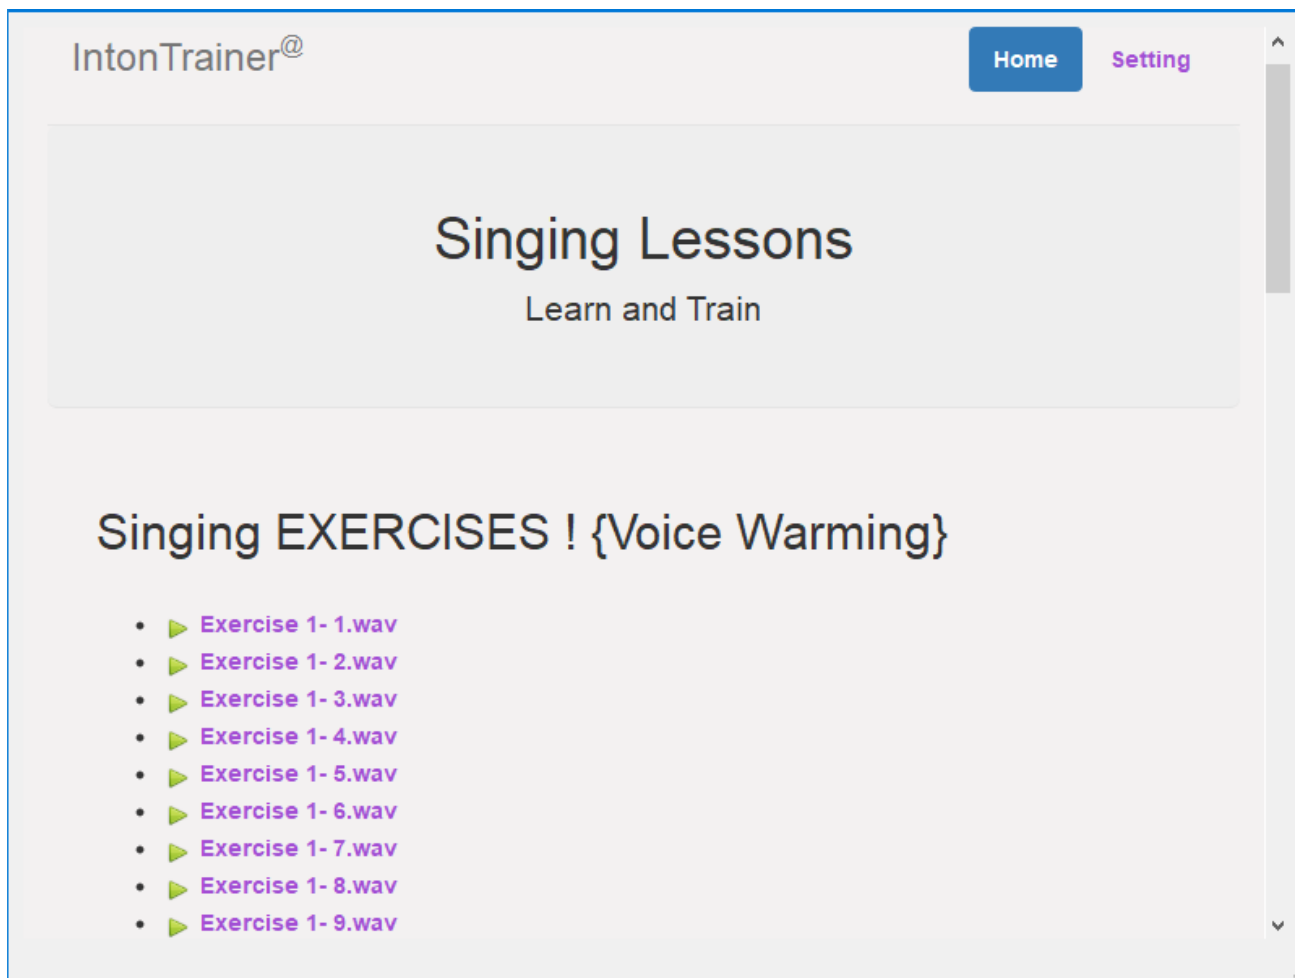 IntonTrainer@
Home
Setting
Singing Lessons
Learn and Train
Singing EXERCISES ! {Voice Warming}
Exercise 1- 1.wav
Exercise 1- 2.wav
Exercise 1- 3.wav
Exercise 1- 4.wav
Exercise 1- 5.wav
Exercise 1- 6.wav
Exercise 1- 7.wav
Exercise 1- 8.wav
Exercise 1- 9.wav